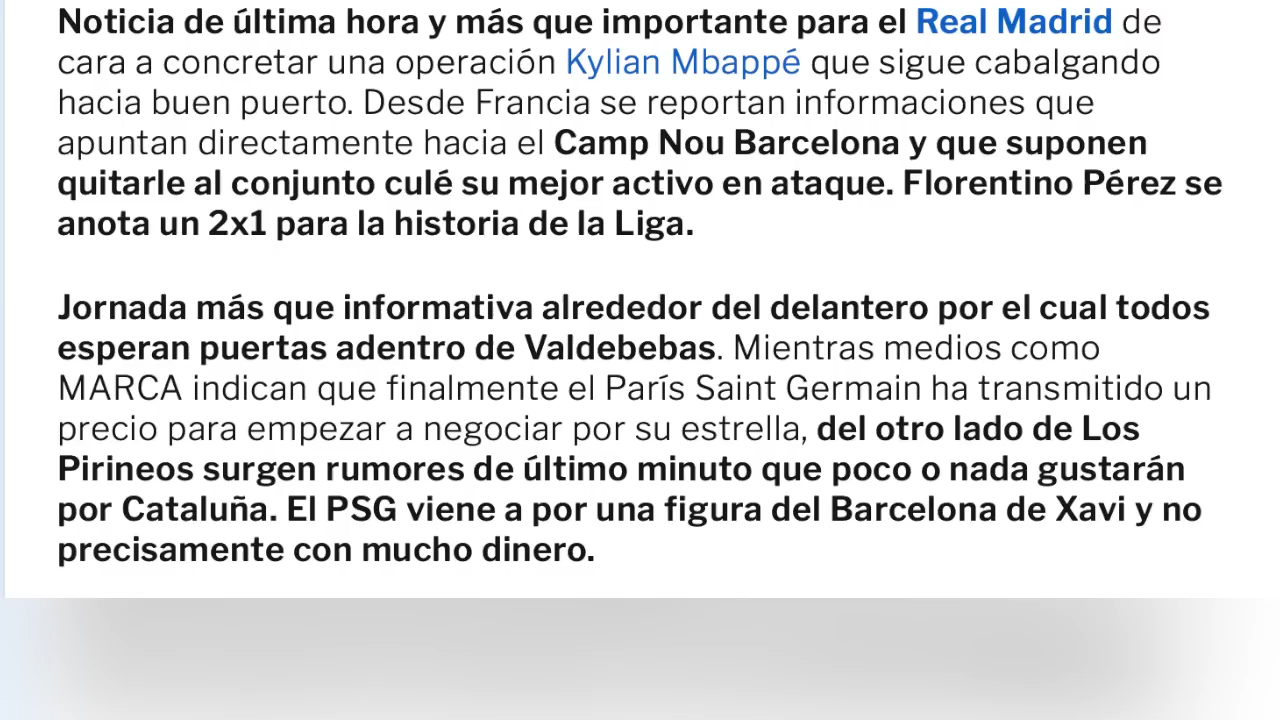 Noticia de última hora y más que importante para el Real Madrid de
cara a concretar una operación Kylian Mbappé que sigue cabalgando
hacia buen puerto. Desde Francia se reportan informaciones que
apuntan directamente hacia el Camp Nou Barcelona y que suponen
quitarle al conjunto culé su mejor activo en ataque. Florentino Pérez se
anota un 2x1 para la historia de la Liga.
Jornada más que informativa alrededor del delantero por el cual todos
esperan puertas adentro de Valdebebas. Mientras medios como
MARCA indican que finalmente el París Saint Germain ha transmitido un
precio para empezar a negociar por su estrella, del otro lado de Los
Pirineos surgen rumores de último minuto que poco o nada gustarán
por Cataluña. El PSG viene a por una figura del Barcelona de Xavi y no
precisamente con mucho dinero.